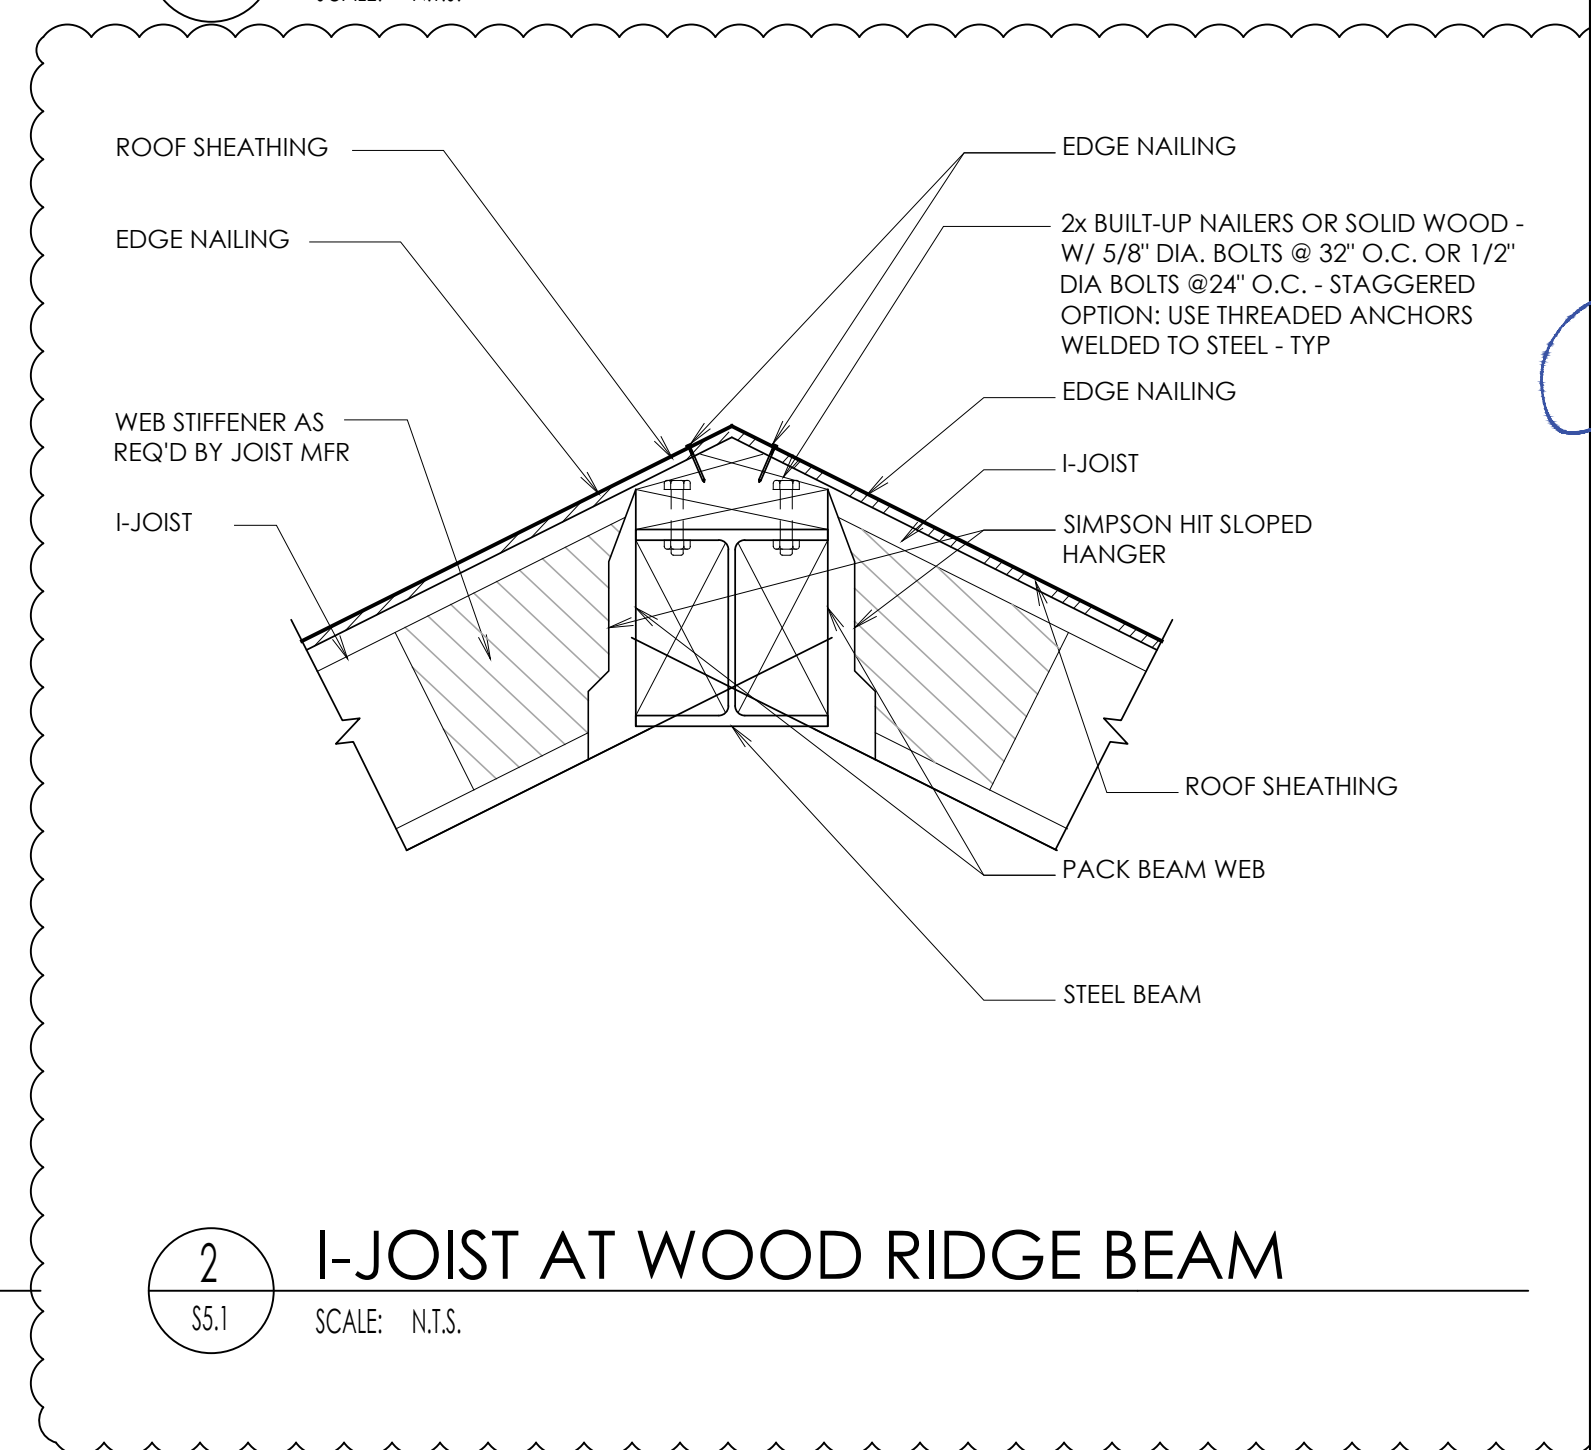 ROOF SHEATHING
EDGE NAILING
WEB STIFFENER AS
REQ'D BY JOIST MFR
I-JOIST
EDGE NAILING
2x BUILT-UP NAILERS OR SOLID WOOD -
W/ 5/8" DIA. BOLTS @ 32" O.C. OR 1/2"
DIA BOLTS @24" O.C. - STAGGERED
OPTION: USE THREADED ANCHORS
WELDED TO STEEL - TYP
EDGE NAILING
I-JOIST
SIMPSON HIT SLOPED
HANGER
ROOF SHEATHING
PACK BEAM WEB
STEEL BEAM
2
I-JOIST AT WOOD RIDGE BEAM
S5.1
SCALE: N.T.S.